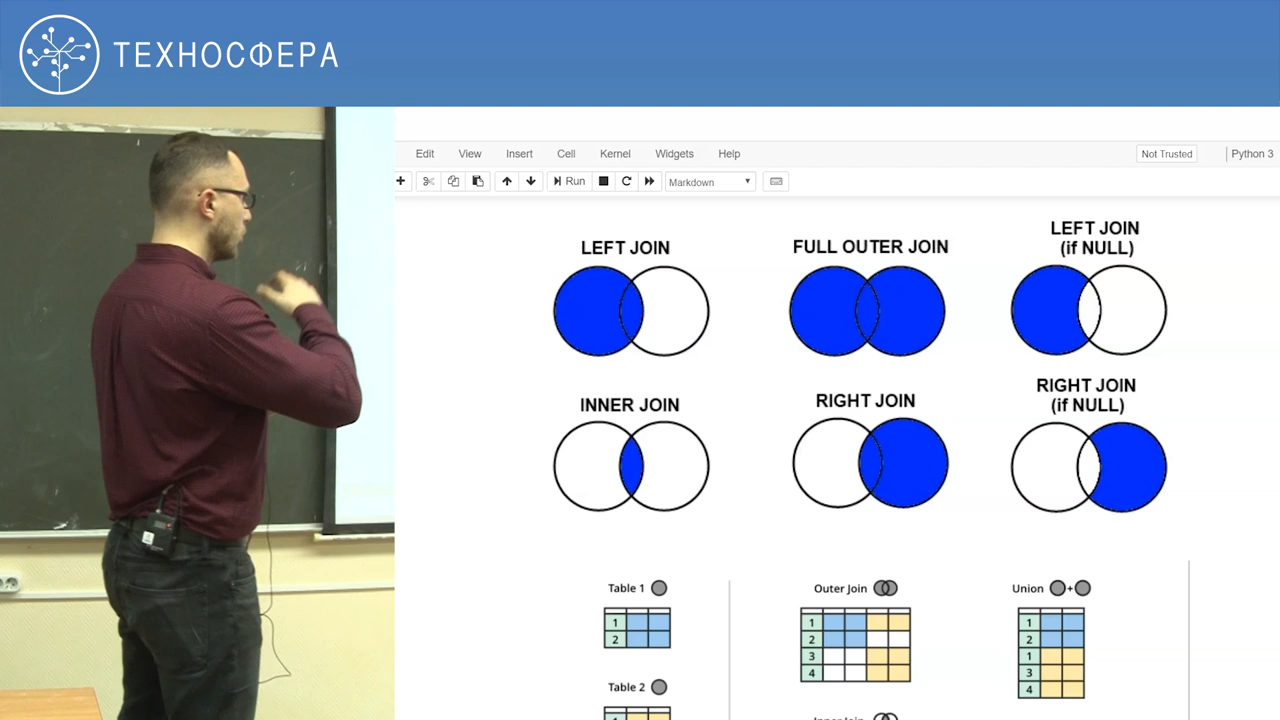 ТЕХНОСФЕРА
Edit View Insert Cell Kernel Widgets Help
Not Trusted
Python 3
Run
Markdown
LEFT JOIN
FULL OUTER JOIN
LEFT JOIN
(if NULL)
INNER JOIN
RIGHT JOIN
RIGHT JOIN
(if NULL)
Table 1
1
2
Table 2
Outer Join
1
2
3
4
Union
+
1
2
1
3
4